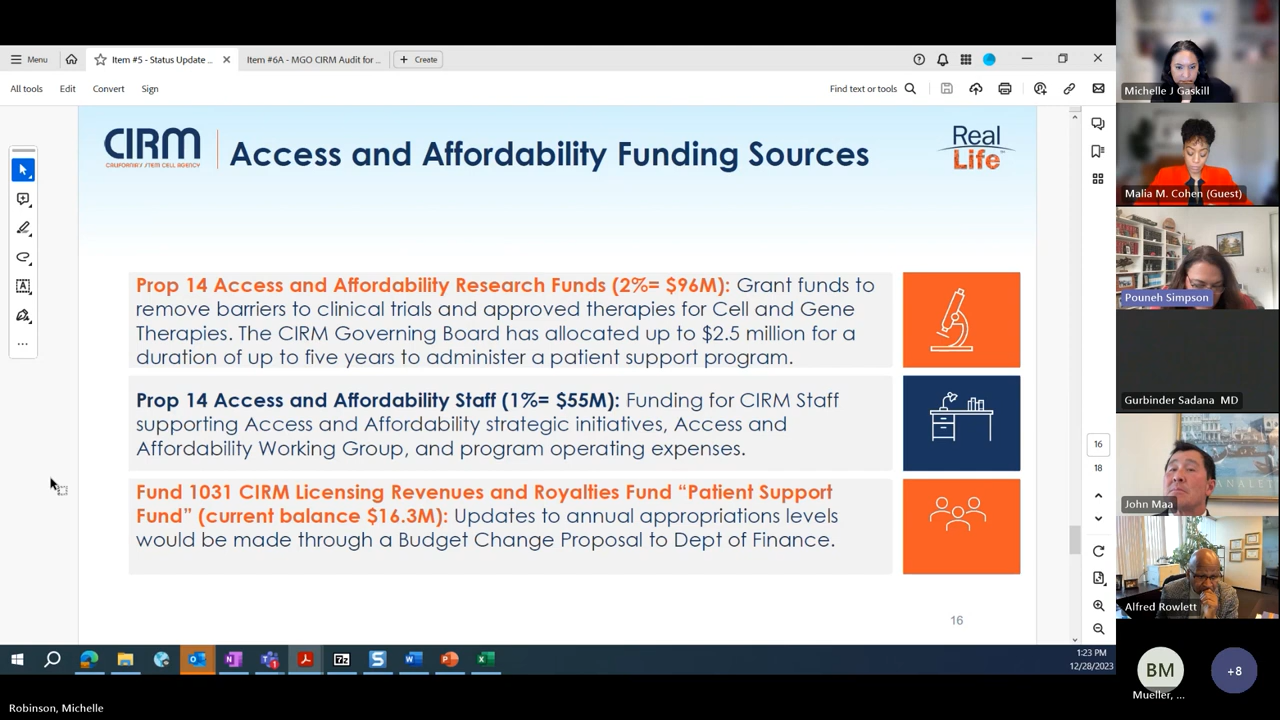 Menu
Item #5 - Status Update ...
Item #6A - MGO CIRM Audit for ...
+ Create
All tools
Edit
Convert
Sign
Find text or tools
CIRM
CALIFORNIA'S STEM CELL AGENCY
Access and Affordability Funding Sources
Real
Life
Prop 14 Access and Affordability Research Funds (2%= $96M): Grant funds to
remove barriers to clinical trials and approved therapies for Cell and Gene
Therapies. The CIRM Governing Board has allocated up to $2.5 million for a
duration of up to five years to administer a patient support program.
Prop 14 Access and Affordability Staff (1%= $55M): Funding for CIRM Staff
supporting Access and Affordability strategic initiatives, Access and
Affordability Working Group, and program operating expenses.
Fund 1031 CIRM Licensing Revenues and Royalties Fund “Patient Support
Fund” (current balance $16.3M): Updates to annual appropriations levels
would be made through a Budget Change Proposal to Dept of Finance.
16
16
18
1:23 PM
12/28/2023
Michelle J Gaskill
Malia M. Cohen (Guest)
Pouneh Simpson
Gurbinder Sadana MD
John Maa
Alfred Rowlett
BM
Mueller, ...
+8
Robinson, Michelle